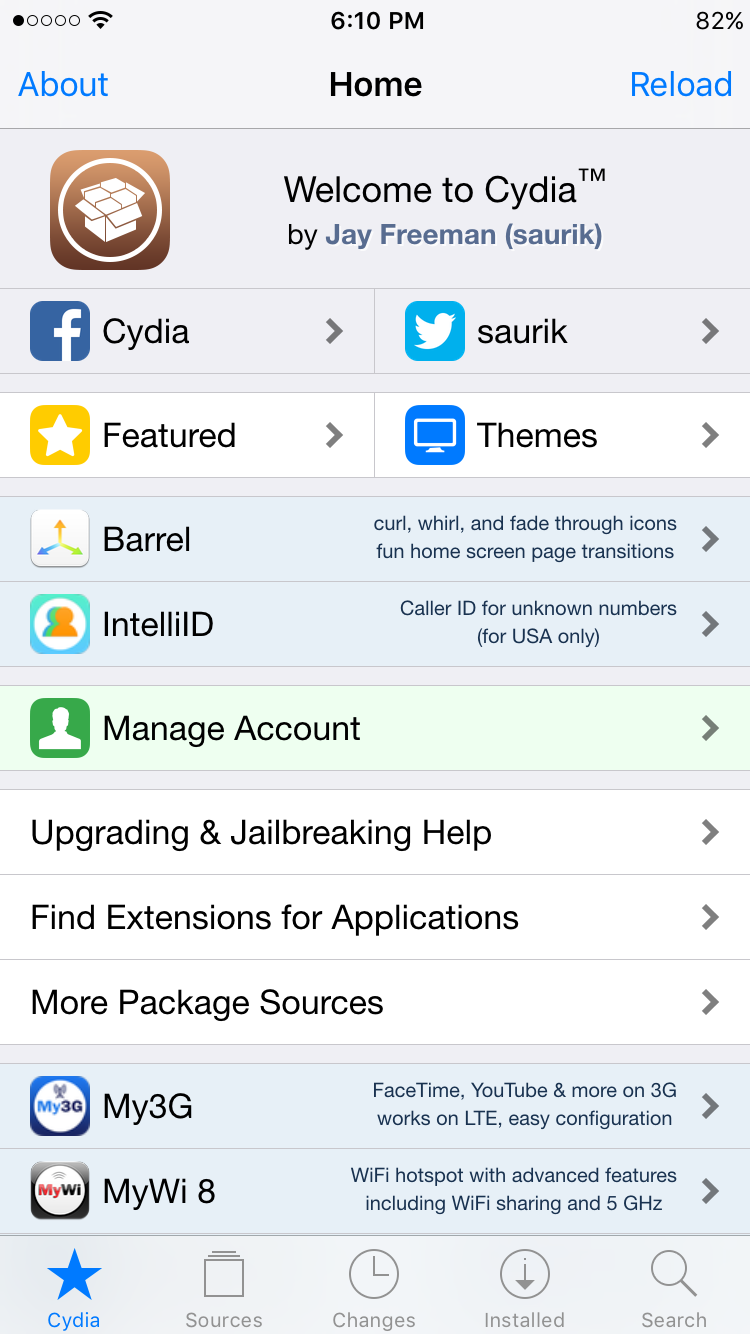 6:10 PM
82%
About
Home
Reload
Welcome to Cydia™
by Jay Freeman (saurik)
Cydia
saurik
Featured
Themes
Barrel
curl, whirl, and fade through icons
fun home screen page transitions
IntelliID
Caller ID for unknown numbers
(for USA only)
Manage Account
Upgrading & Jailbreaking Help
Find Extensions for Applications
More Package Sources
My3G
My3G
FaceTime, YouTube & more on 3G
works on LTE, easy configuration
MyWi
MyWi 8
WiFi hotspot with advanced features
including WiFi sharing and 5 GHz
Cydia
Sources
Changes
Installed
Search